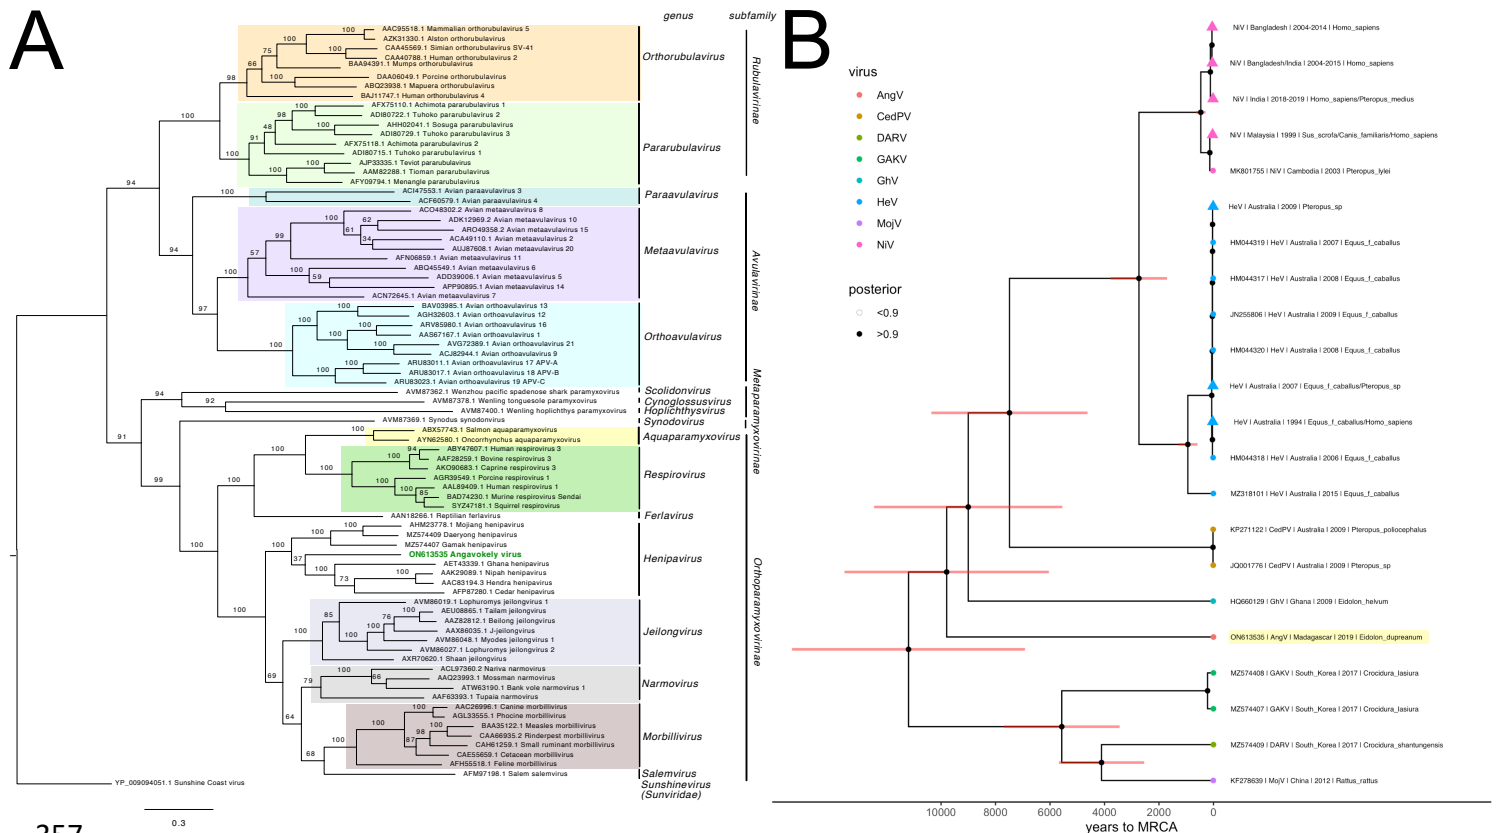 A
genus subfamily
100 AAC95518.1 Mammalian orthorubulavirus 5
AZK31330.1 Alston orthorubulavirus
100
75 100 CAA45569.1 Simian orthorubulavirus SV-41
CAA40788.1 Human orthorubulavirus 2
66 BAA94391.1 Mumps orthorubulavirus
Orthorubulavirus
98 100 DAA06049.1 Porcine orthorubulavirus
ABQ23938.1 Mapuera orthorubulavirus
BAJ11747.1 Human orthorubulavirus 4
Rubulavirinae
100 AFX75110.1 Achimota pararubulavirus 1
98 ADI80722.1 Tuhoko pararubulavirus 2
100
48 100 AHH02041.1 Sosuga pararubulavirus
ADI80729.1 Tuhoko pararubulavirus 3
91 AFX75118.1 Achimota pararubulavirus 2
Pararubulavirus
100 ADI80715.1 Tuhoko pararubulavirus 1
100 AJP33335.1 Teviot pararubulavirus
100 AAM82288.1 Tioman pararubulavirus
AFY09794.1 Menangle pararubulavirus
94
100 ACI47553.1 Avian paraavulavirus 3
Paraavulavirus
ACF60579.1 Avian paraavulavirus 4
ACO48302.2 Avian metaavulavirus 8
100 62 ADK12969.2 Avian metaavulavirus 10
61 ARO49358.2 Avian metaavulavirus 15
99 34 ACA49110.1 Avian metaavulavirus 2
94 AUJ87608.1 Avian metaavulavirus 20
Metaavulavirus
57 AFN06859.1 Avian metaavulavirus 11
100 100 ABQ45549.1 Avian metaavulavirus 6
59 ADD39006.1 Avian metaavulavirus 5
APP90895.1 Avian metaavulavirus 14
ACN72645.1 Avian metaavulavirus 7
Avulavirinae
97 100 BAV03985.1 Avian orthoavulavirus 13
100 AGH32603.1 Avian orthoavulavirus 12
100 ARV85980.1 Avian orthoavulavirus 16
100 AAS67167.1 Avian orthoavulavirus 1
Orthoavulavirus
100 100 AVG72389.1 Avian orthoavulavirus 21
ACJ82944.1 Avian orthoavulavirus 9
100 ARU83011.1 Avian orthoavulavirus 17 APV-A
100 ARU83017.1 Avian orthoavulavirus 18 APV-B
ARU83023.1 Avian orthoavulavirus 19 APV-C
94 AVM87362.1 Wenzhou pacific spadenose shark paramyxovirus
Scolidonvirus
92 AVM87378.1 Wenling tonguesole paramyxovirus
Cynoglossusvirus
AVM87400.1 Wenling hoplichthys paramyxovirus
Hoplichthysvirus
AVM87369.1 Synodus synodonvirus
Synodovirus
Metaparamyxovirinae
91 100 ABX57743.1 Salmon aquaparamyxovirus
AYN62580.1 Oncorrhynchus aquaparamyxovirus
Aquaparamyxovirus
94 ABY47607.1 Human respirovirus 3
100 100 AAF28259.1 Bovine respirovirus 3
AKO90683.1 Caprine respirovirus 3
99 100 100 AGR39549.1 Porcine respirovirus 1
100 AAL89409.1 Human respirovirus 1
85 BAD74230.1 Murine respirovirus Sendai
SYZ47181.1 Squirrel respirovirus
Respirovirus
AAN18266.1 Reptilian ferlavirus
Ferlavirus
100 100 AHM23778.1 Mojiang henipavirus
100 MZ574409 Daeryong henipavirus
MZ574407 Gamak henipavirus
37 ON613535 Angavokely virus
100 AET43339.1 Ghana henipavirus
100 AAK29089.1 Nipah henipavirus
73 AAC83194.3 Hendra henipavirus
AFP87280.1 Cedar henipavirus
Henipavirus
100 AVM86019.1 Lophuromys jeilongvirus 1
85 100 AEU08865.1 Tailam jeilongvirus
76 AAZ82812.1 Beilong jeilongvirus
100 100 100 AAX86035.1 J-jeilongvirus
AVM86048.1 Myodes jeilongvirus 1
AVM86027.1 Lophuromys jeilongvirus 2
AXR70620.1 Shaan jeilongvirus
Jeilongvirus
Orthoparamyxovirinae
69 79 100 ACL97360.2 Nariva narmovirus
66 AAQ23993.1 Mossman narmovirus
ATW63190.1 Bank vole narmovirus 1
AAF63393.1 Tupaia narmovirus
Narmovirus
64 100 AAC26996.1 Canine morbillivirus
AGL33555.1 Phocine morbillivirus
100 100 BAA35122.1 Measles morbillivirus
98 CAA66935.2 Rinderpest morbillivirus
87 CAH61259.1 Small ruminant morbillivirus
68 100 CAE55659.1 Cetacean morbillivirus
AFH55518.1 Feline morbillivirus
Morbillivirus
AFM97198.1 Salem salemvirus
Salemvirus
YP_009094051.1 Sunshine Coast virus
Sunshinevirus
(Sunviridae)
0.3
357
B
virus
AngV
CedPV
DARV
GAKV
GhV
HeV
MojV
NiV
posterior
<0.9
>0.9
NiV | Bangladesh | 2004-2014 | Homo_sapiens
NiV | Bangladesh/India | 2004-2015 | Homo_sapiens
NiV | India | 2018-2019 | Homo_sapiens/Pteropus_medius
NiV | Malaysia | 1999 | Sus_scrofa/Canis_familiaris/Homo_sapiens
MK801755 | NiV | Cambodia | 2003 | Pteropus_lylei
HeV | Australia | 2009 | Pteropus_sp
HM044319 | HeV | Australia | 2007 | Equus_f_caballus
HM044317 | HeV | Australia | 2008 | Equus_f_caballus
JN255806 | HeV | Australia | 2009 | Equus_f_caballus
HM044320 | HeV | Australia | 2008 | Equus_f_caballus
HeV | Australia | 2007 | Equus_f_caballus/Pteropus_sp
HeV | Australia | 1994 | Equus_f_caballus/Homo_sapiens
HM044318 | HeV | Australia | 2006 | Equus_f_caballus
MZ318101 | HeV | Australia | 2015 | Equus_f_caballus
KP271122 | CedPV | Australia | 2009 | Pteropus_poliocephalus
JQ001776 | CedPV | Australia | 2009 | Pteropus_sp
HQ660129 | GhV | Ghana | 2009 | Eidolon_helvum
ON613535 | AngV | Madagascar | 2019 | Eidolon_dupreanum
MZ574408 | GAKV | South_Korea | 2017 | Crocidura_lasiura
MZ574407 | GAKV | South_Korea | 2017 | Crocidura_lasiura
MZ574409 | DARV | South_Korea | 2017 | Crocidura_shantungensis
KF278639 | MojV | China | 2012 | Rattus_rattus
10000 8000 6000 4000 2000 0
years to MRCA